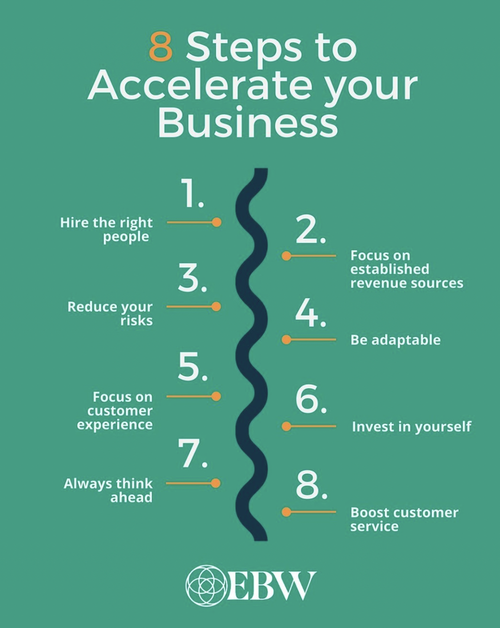 8 Steps to
Accelerate your
Business
1.
Hire the right
people
2.
Focus on
established
revenue sources
3.
Reduce your
risks
4.
Be adaptable
5.
Focus on
customer
experience
6.
Invest in yourself
7.
Always think
ahead
8.
Boost customer
service
EBW